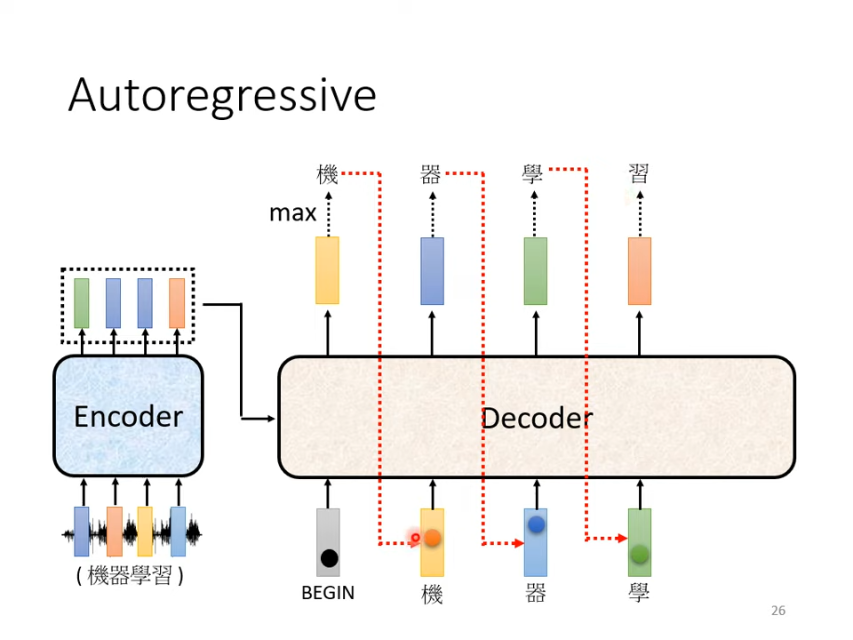 Autoregressive
機 器 學 習
max
Encoder
Decoder
(機器學習)
BEGIN 機 器 學
26